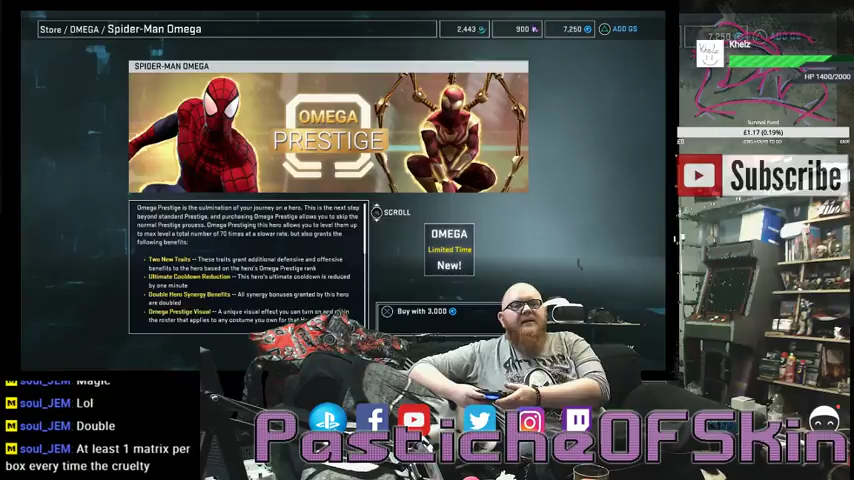 Store / OMEGA / Spider-Man Omega
2,443
900
7,250
ADD GS
SPIDER-MAN OMEGA
OMEGA
PRESTIGE
Omega Prestige is the culmination of your journey on a hero. This is the next step
beyond standard Prestige, and purchasing Omega Prestige allows you to skip the
normal Prestige process. Omega Prestiging this hero allows you to level them up
to max level a total number of 70 times at a slower rate, but also grants the
following benefits:
Two New Traits -- These traits grant additional defensive and offensive
benefits to the hero based on the hero's Omega Prestige rank
Ultimate Cooldown Reduction -- This hero's ultimate cooldown is reduced
by one minute
Double Hero Synergy Benefits -- All synergy bonuses granted by this hero
are doubled
Omega Prestige Visual -- A unique visual effect you can turn on and
the roster that applies to any costume you own for
SCROLL
OMEGA
Limited Time
New!
Buy with 3,000
Khelz
HP 1400/2000
Survival Fund
£1.17 (0.19%)
Subscribe
soul_JEM: Magic
soul_JEM: Lol
soul_JEM: Double
soul_JEM: At least 1 matrix per
box every time the cruelty
PasticheOFSkin